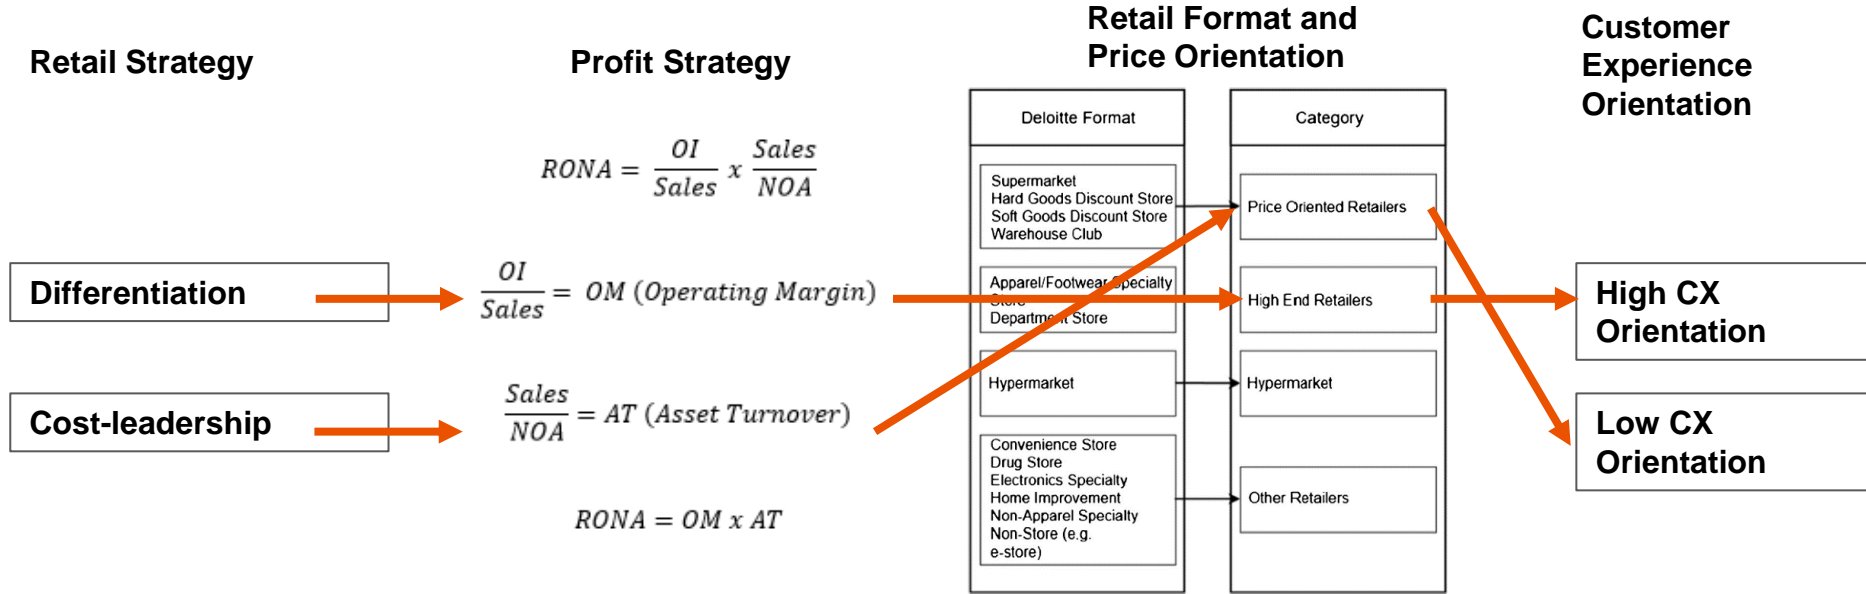 Retail Strategy
Profit Strategy
Retail Format and
Price Orientation
Customer
Experience
Orientation
RONA = OI/Sales x Sales/NOA
Differentiation
OI/Sales = OM (Operating Margin)
Cost-leadership
Sales/NOA = AT (Asset Turnover)
RONA = OM x AT
Deloitte Format
Supermarket
Hard Goods Discount Store
Soft Goods Discount Store
Warehouse Club
Apparel/Footwear Specialty
Store
Department Store
Hypermarket
Convenience Store
Drug Store
Electronics Specialty
Home Improvement
Non-Apparel Specialty
Non-Store (e.g.
e-store)
Category
Price Oriented Retailers
High End Retailers
Hypermarket
Other Retailers
High CX
Orientation
Low CX
Orientation